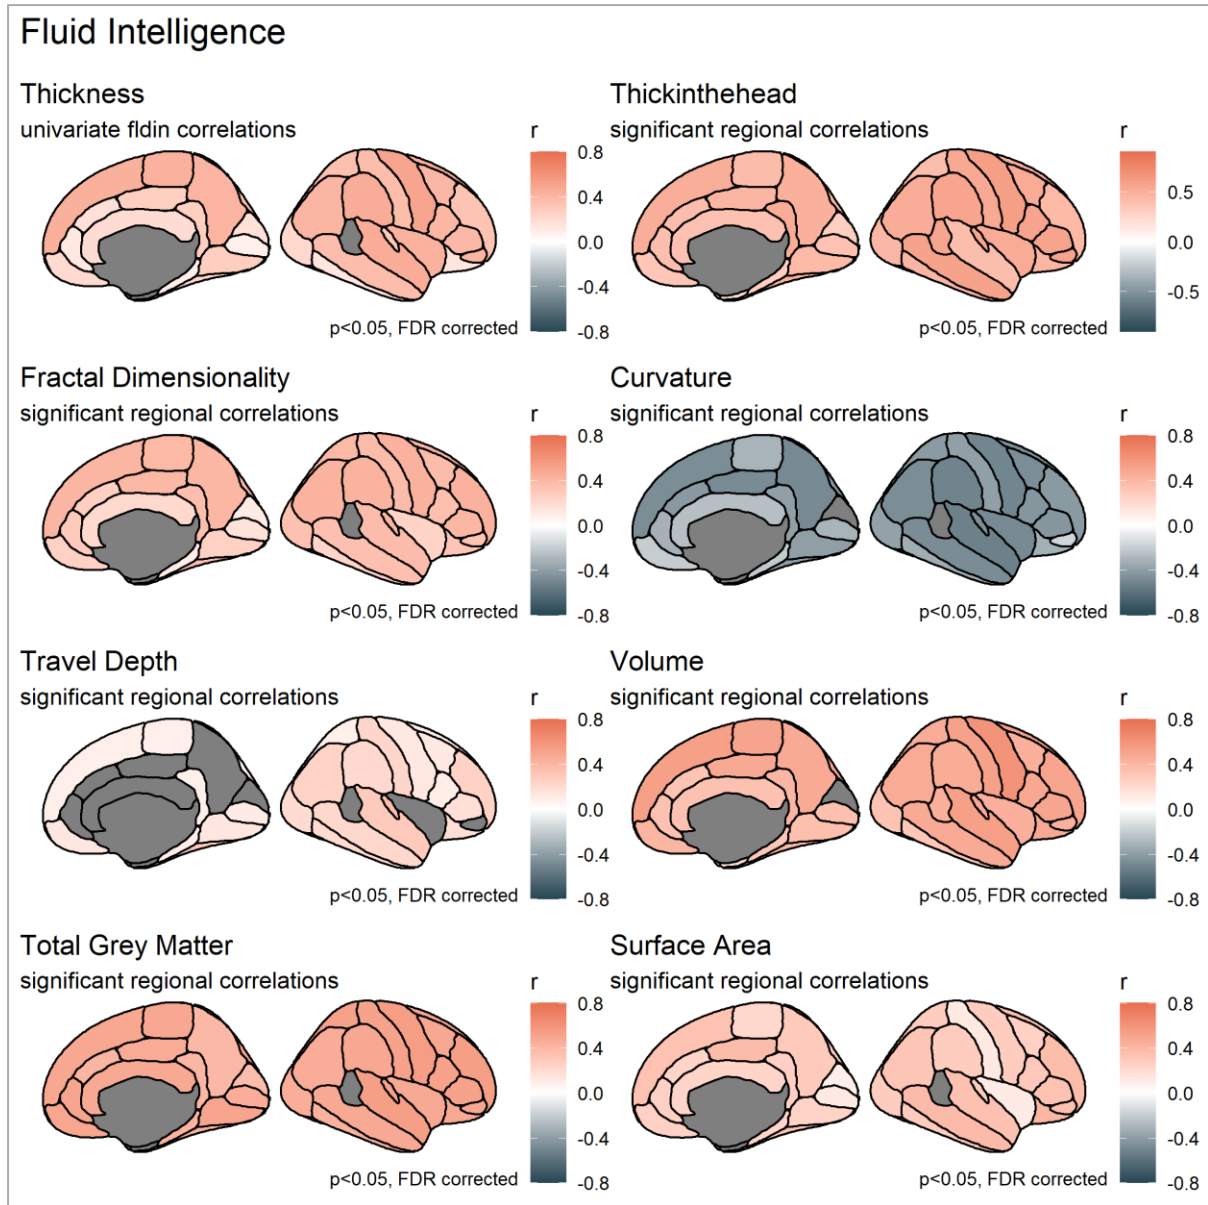 Fluid Intelligence
Thickness
univariate fldin correlations
r
0.8
0.4
0.0
-0.4
-0.8
p<0.05, FDR corrected
Thickinthehead
significant regional correlations
r
0.5
0.0
-0.5
p<0.05, FDR corrected
Fractal Dimensionality
significant regional correlations
r
0.8
0.4
0.0
-0.4
-0.8
p<0.05, FDR corrected
Curvature
significant regional correlations
r
0.8
0.4
0.0
-0.4
-0.8
p<0.05, FDR corrected
Travel Depth
significant regional correlations
r
0.8
0.4
0.0
-0.4
-0.8
p<0.05, FDR corrected
Volume
significant regional correlations
r
0.8
0.4
0.0
-0.4
-0.8
p<0.05, FDR corrected
Total Grey Matter
significant regional correlations
r
0.8
0.4
0.0
-0.4
-0.8
p<0.05, FDR corrected
Surface Area
significant regional correlations
r
0.8
0.4
0.0
-0.4
-0.8
p<0.05, FDR corrected